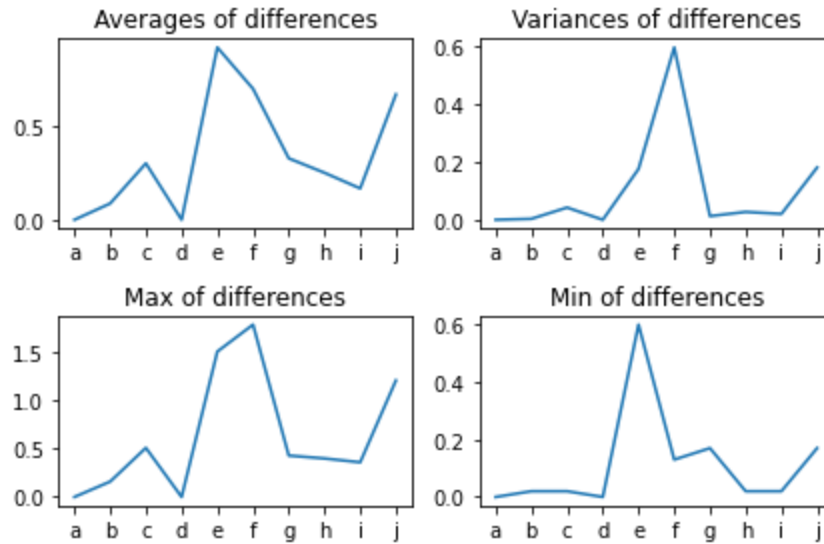 Averages of differences
0.5
0.0
a b c d e f g h i j
Variances of differences
0.6
0.4
0.2
0.0
a b c d e f g h i j
Max of differences
1.5
1.0
0.5
0.0
a b c d e f g h i j
Min of differences
0.6
0.4
0.2
0.0
a b c d e f g h i j